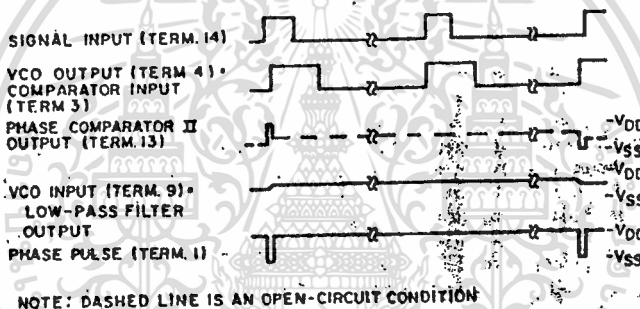 SIGNAL INPUT (TERM. 14)
VCO OUTPUT (TERM 4) =
COMPARATOR INPUT
(TERM 3)
PHASE COMPARATOR II
OUTPUT (TERM. 13)
-VDD
-VSS
VCO INPUT (TERM. 9) =
LOW-PASS FILTER
OUTPUT
-VDD
-VSS
PHASE PULSE (TERM. 1)
-VDD
-VSS
NOTE: DASHED LINE IS AN OPEN-CIRCUIT CONDITION